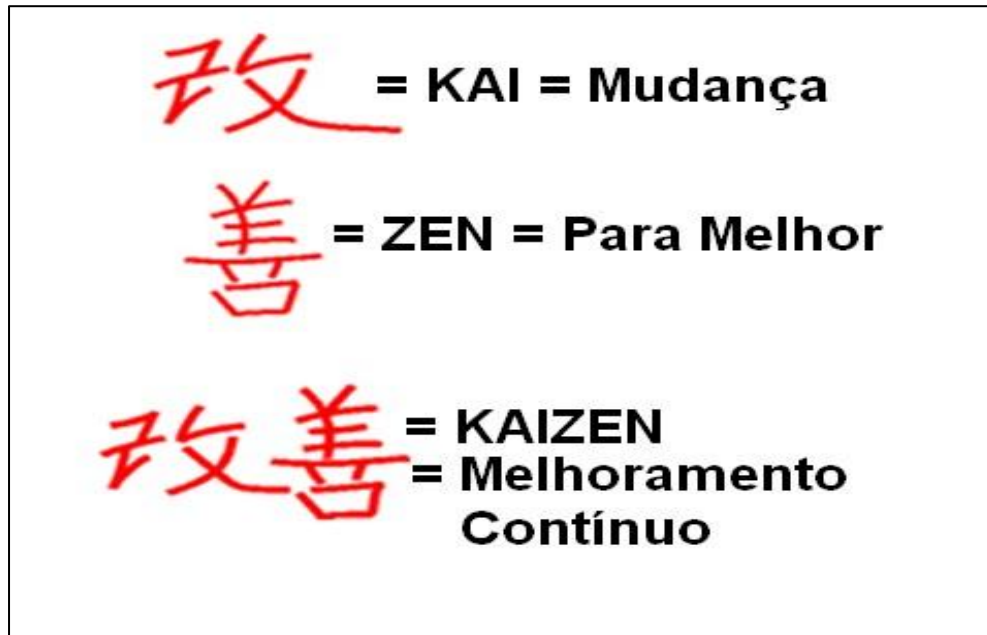 改 = KAI = Mudança
善 = ZEN = Para Melhor
改善 = KAIZEN
= Melhoramento
Contínuo